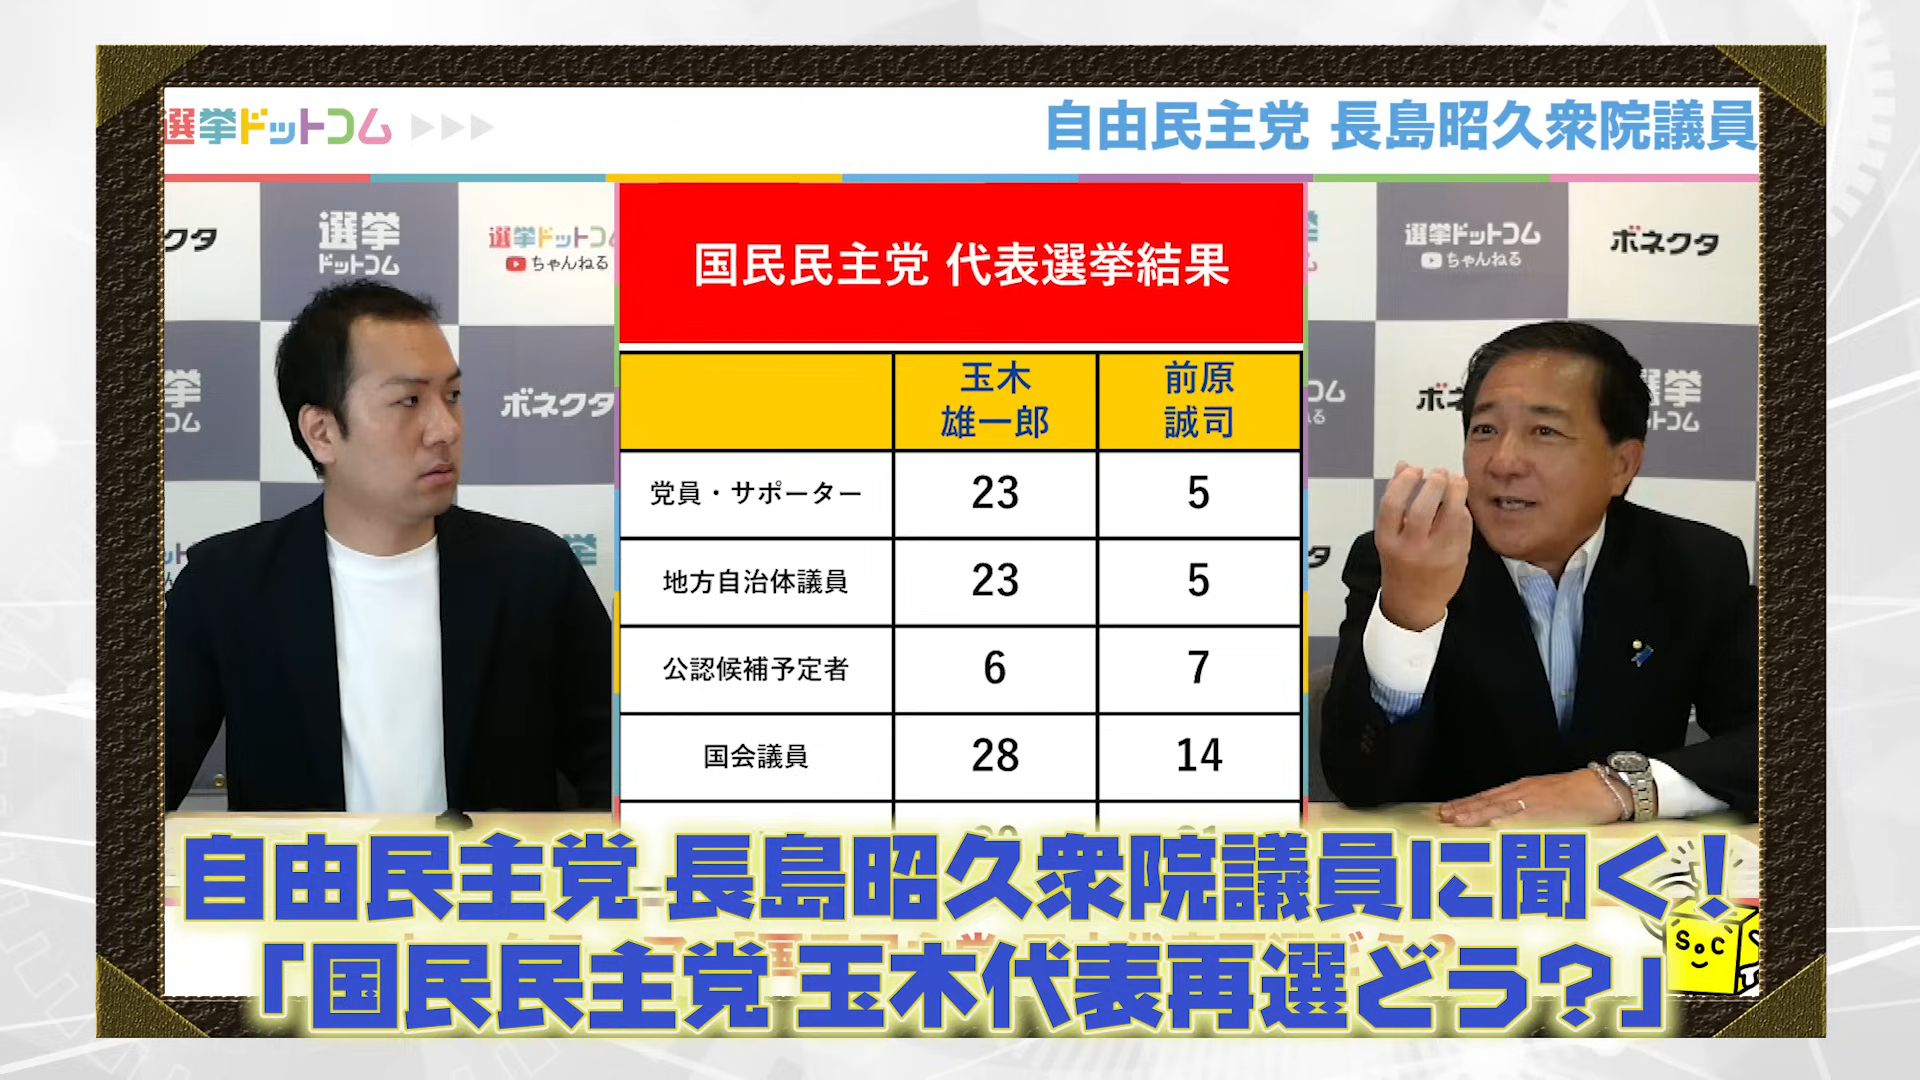 選挙ドットコム
自由民主党 長島昭久衆院議員
クタ
選挙
ドットコム
選挙ドットコム
ちゃんねる
選挙ドットコム
ちゃんねる
ボネクタ
ボネクタ
国民民主党 代表選挙結果
玉木
雄一郎
前原
誠司
党員・サポーター 23 5
地方自治体議員 23 5
公認候補予定者 6 7
国会議員 28 14
自由民主党 長島昭久衆院議員に聞く！
「国民民主党 玉木代表再選どう？」
SOC